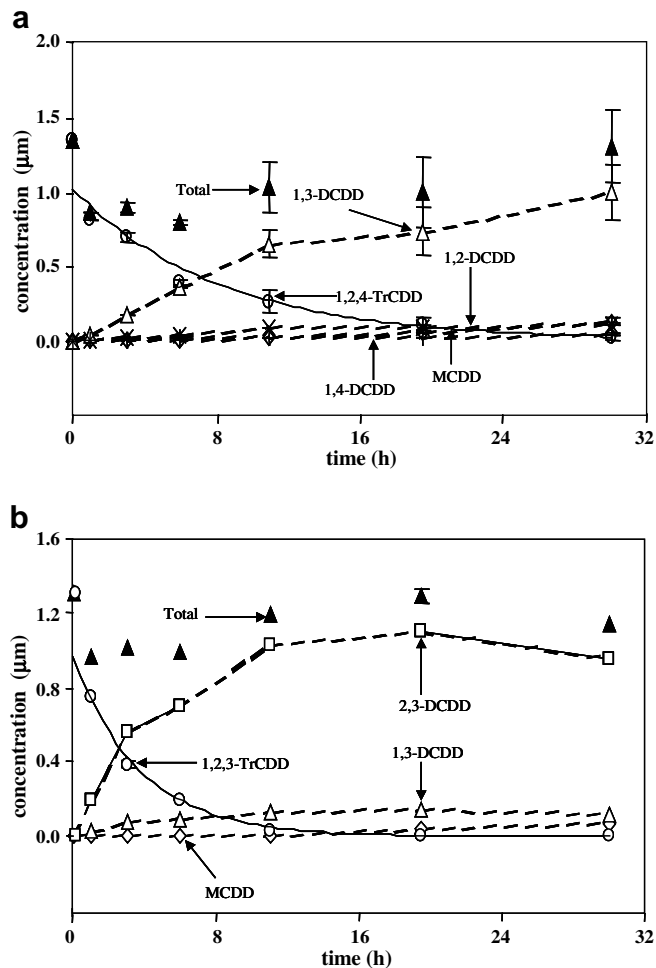 a
2.0
1.5
1.0
0.5
0.0
concentration (µm)
Total
1,3-DCDD
1,2-DCDD
1,2,4-TrCDD
1,4-DCDD
MCDD
0 8 16 24 32
time (h)
b
1.6
1.2
0.8
0.4
0.0
concentration (µm)
Total
2,3-DCDD
1,2,3-TrCDD
1,3-DCDD
MCDD
0 8 16 24 32
time (h)